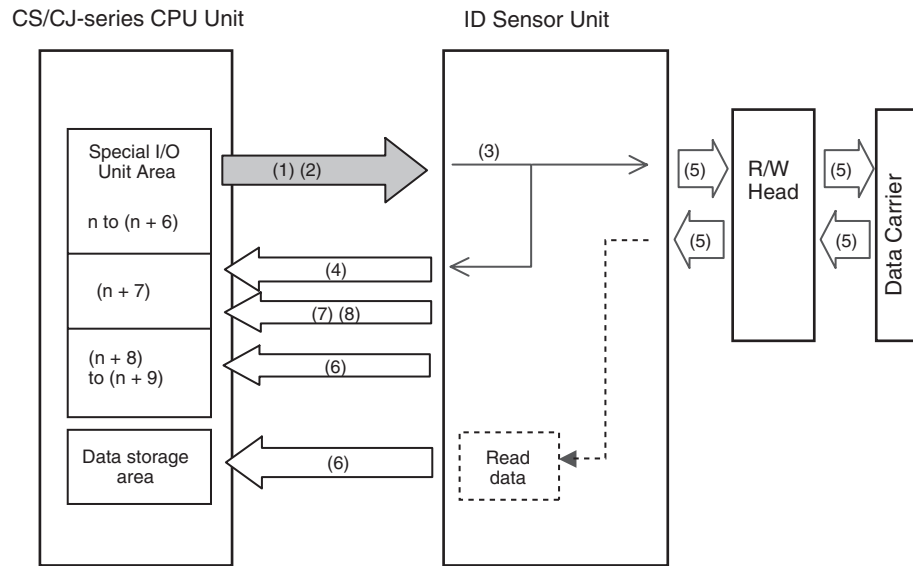 CS/CJ-series CPU Unit
ID Sensor Unit
Special I/O
Unit Area
n to (n + 6)
(n + 7)
(n + 8)
to (n + 9)
Data storage
area
(1) (2)
(4)
(7) (8)
(6)
(6)
(3)
Read
data
(5)
(5)
R/W
Head
(5)
(5)
Data Carrier